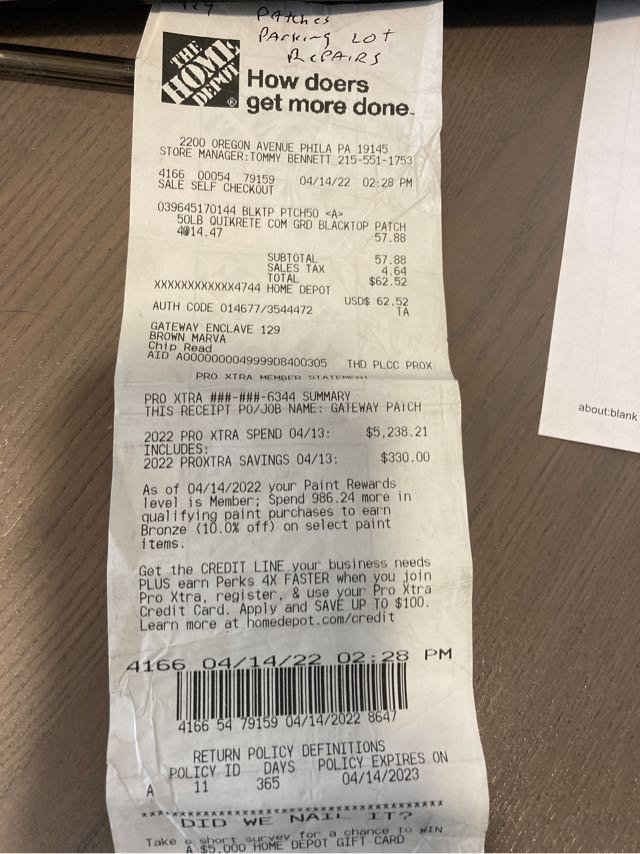 Patches
Parking Lot
Repairs
THE
HOME
DEPOT
®
How doers
get more done™
2200 OREGON AVENUE PHILA PA 19145
STORE MANAGER:TOMMY BENNETT 215-551-1753
4166 00054 79159 04/14/22 02:28 PM
SALE SELF CHECKOUT
039645170144 BLKTP PTCH50 <A>
50LB QUIKRETE COM GRD BLACKTOP PATCH
4@14.47 57.88
SUBTOTAL 57.88
SALES TAX 4.64
TOTAL $62.52
XXXXXXXXXXXX4744 HOME DEPOT
USD$ 62.52
AUTH CODE 014677/3544472 TA
GATEWAY ENCLAVE 129
BROWN MARVA
Chip Read
AID A0000000049999D8400305 THD PLCC PROX
PRO XTRA MEMBER STATEMENT
PRO XTRA ###-###-6344 SUMMARY
THIS RECEIPT PO/JOB NAME: GATEWAY PATCH
2022 PRO XTRA SPEND 04/13: $5,238.21
INCLUDES:
2022 PROXTRA SAVINGS 04/13: $330.00
As of 04/14/2022 your Paint Rewards
level is Member; Spend 986.24 more in
qualifying paint purchases to earn
Bronze (10.0% off) on select paint
items.
Get the CREDIT LINE your business needs
PLUS earn Perks 4X FASTER when you join
Pro Xtra, register, & use your Pro Xtra
Credit Card. Apply and SAVE UP TO $100.
Learn more at homedepot.com/credit
4166 04/14/22 02:28 PM
4166 54 79159 04/14/2022 8647
RETURN POLICY DEFINITIONS
POLICY ID DAYS POLICY EXPIRES ON
A 11 365 04/14/2023
DID WE NAIL IT?
Take a short survey for a chance TO WIN
A $5,000 HOME DEPOT GIFT CARD
about:blank